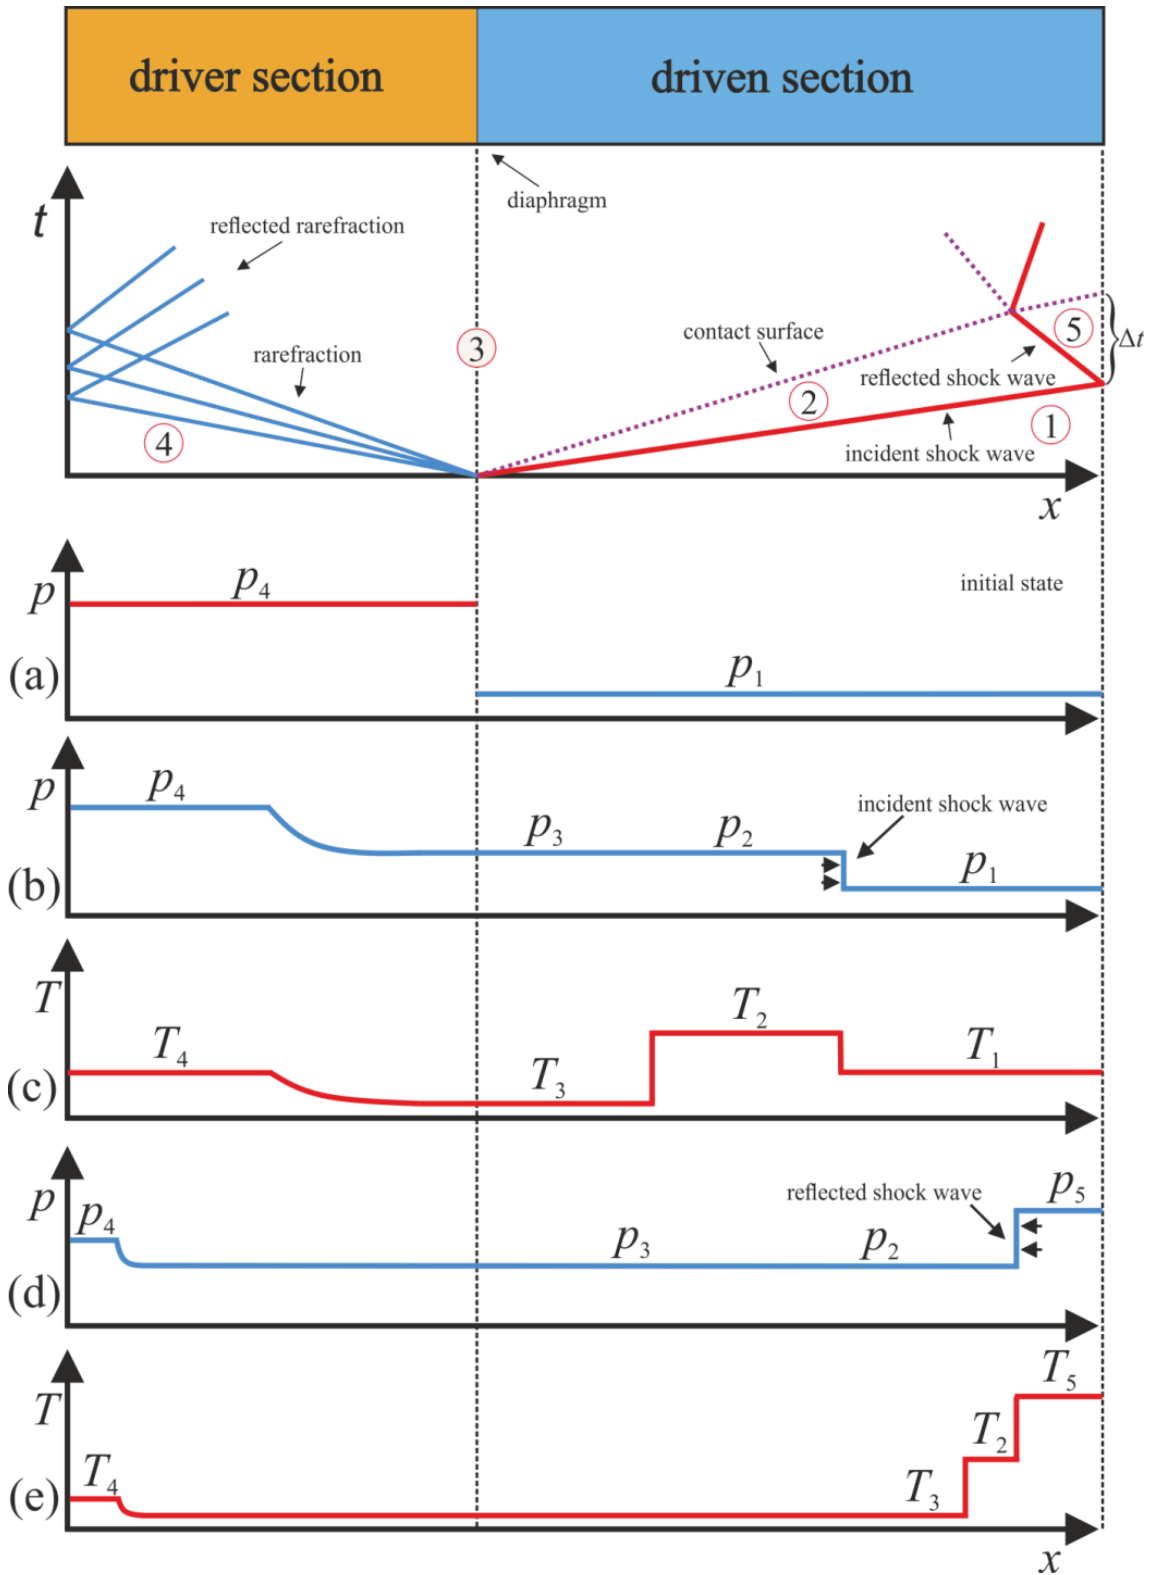 driver section
driven section
diaphragm
t
reflected rarefraction
rarefraction
3
contact surface
5
Δt
reflected shock wave
2
1
4
incident shock wave
x
p
p4
initial state
(a)
p1
p
p4
incident shock wave
p3
p2
(b)
p1
T
T2
T4
T1
(c)
T3
p
p4
reflected shock wave
p5
p3
p2
(d)
T
T5
T2
T4
(e)
T3
x